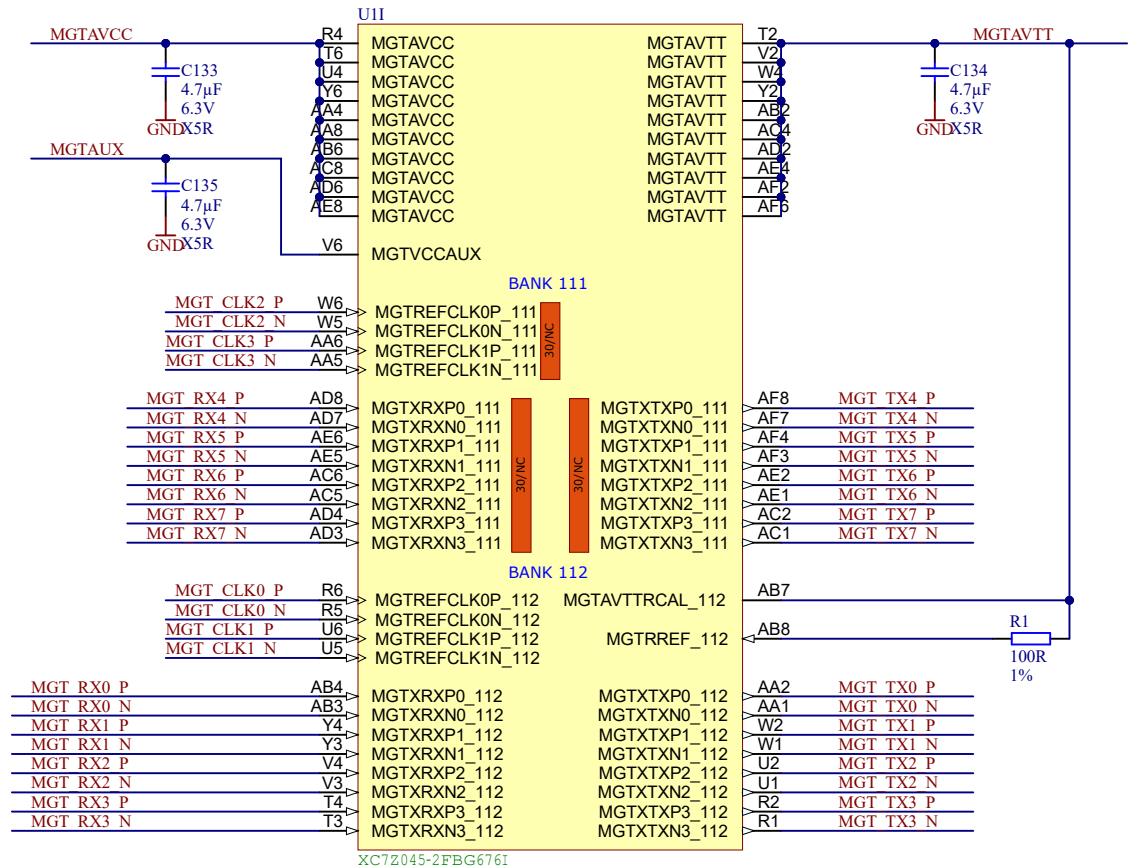 U1I
MGTAVCC R4 MGTAVCC MGTAVTT T2 MGTAVTT
T6 MGTAVCC MGTAVTT V2
C133 U4 MGTAVCC MGTAVTT W4 C134
4.7µF Y6 MGTAVCC MGTAVTT Y2 4.7µF
6.3V AA4 MGTAVCC MGTAVTT AB2 6.3V
GND X5R AA8 MGTAVCC MGTAVTT AC4 GND X5R
MGTAUX AB6 MGTAVCC MGTAVTT AD2
C135 AC8 MGTAVCC MGTAVTT AE4
4.7µF AD6 MGTAVCC MGTAVTT AF2
6.3V AE8 MGTAVCC MGTAVTT AF6
GND X5R V6 MGTVCCAUX
BANK 111
MGT_CLK2_P W6 MGTREFCLK0P_111
MGT_CLK2_N W5 MGTREFCLK0N_111
MGT_CLK3_P AA6 MGTREFCLK1P_111
MGT_CLK3_N AA5 MGTREFCLK1N_111
30/NC
MGT_RX4_P AD8 MGTXRXP0_111 MGTXTXP0_111 AF8 MGT_TX4_P
MGT_RX4_N AD7 MGTXRXN0_111 MGTXTXN0_111 AF7 MGT_TX4_N
MGT_RX5_P AE6 MGTXRXP1_111 MGTXTXP1_111 AF4 MGT_TX5_P
MGT_RX5_N AE5 MGTXRXN1_111 MGTXTXN1_111 AF3 MGT_TX5_N
MGT_RX6_P AC6 MGTXRXP2_111 MGTXTXP2_111 AE2 MGT_TX6_P
MGT_RX6_N AC5 MGTXRXN2_111 MGTXTXN2_111 AE1 MGT_TX6_N
MGT_RX7_P AD4 MGTXRXP3_111 MGTXTXP3_111 AC2 MGT_TX7_P
MGT_RX7_N AD3 MGTXRXN3_111 MGTXTXN3_111 AC1 MGT_TX7_N
30/NC 30/NC
BANK 112
MGT_CLK0_P R6 MGTREFCLK0P_112 MGTAVTTRCAL_112 AB7
MGT_CLK0_N R5 MGTREFCLK0N_112
MGT_CLK1_P U6 MGTREFCLK1P_112 MGTRREF_112 AB8 R1
MGT_CLK1_N U5 MGTREFCLK1N_112 100R
1%
MGT_RX0_P AB4 MGTXRXP0_112 MGTXTXP0_112 AA2 MGT_TX0_P
MGT_RX0_N AB3 MGTXRXN0_112 MGTXTXN0_112 AA1 MGT_TX0_N
MGT_RX1_P Y4 MGTXRXP1_112 MGTXTXP1_112 W2 MGT_TX1_P
MGT_RX1_N Y3 MGTXRXN1_112 MGTXTXN1_112 W1 MGT_TX1_N
MGT_RX2_P V4 MGTXRXP2_112 MGTXTXP2_112 U2 MGT_TX2_P
MGT_RX2_N V3 MGTXRXN2_112 MGTXTXN2_112 U1 MGT_TX2_N
MGT_RX3_P T4 MGTXRXP3_112 MGTXTXP3_112 R2 MGT_TX3_P
MGT_RX3_N T3 MGTXRXN3_112 MGTXTXN3_112 R1 MGT_TX3_N
XC7Z045-2FBG676I